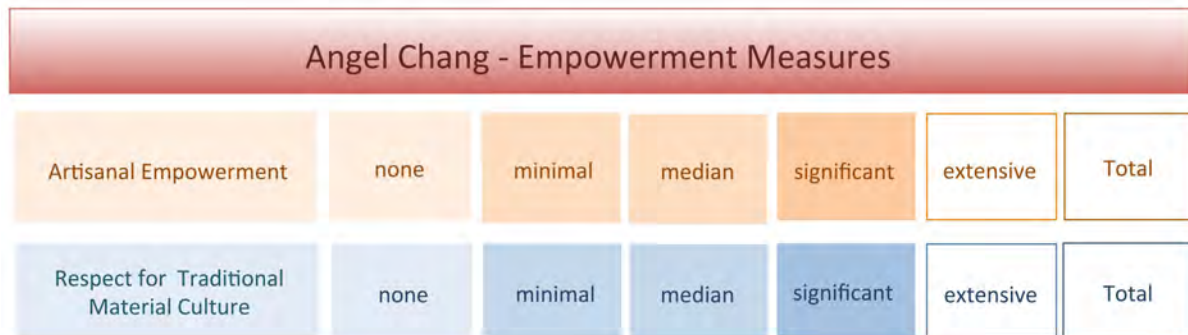 Angel Chang - Empowerment Measures
Artisanal Empowerment none minimal median significant extensive Total
Respect for Traditional
Material Culture none minimal median significant extensive Total